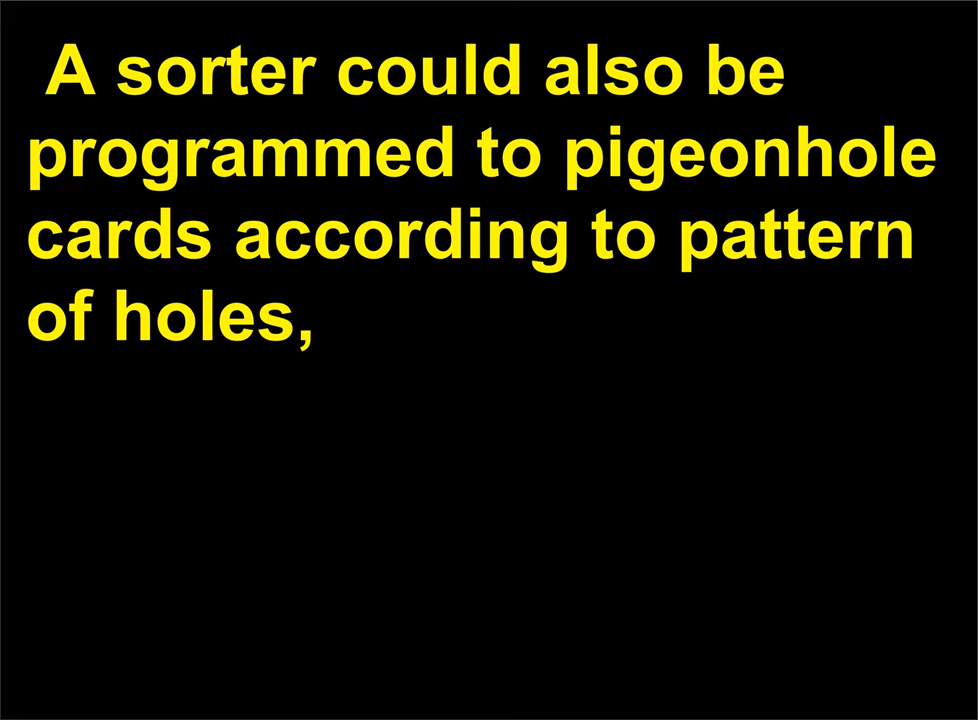 A sorter could also be
programmed to pigeonhole
cards according to pattern
of holes,